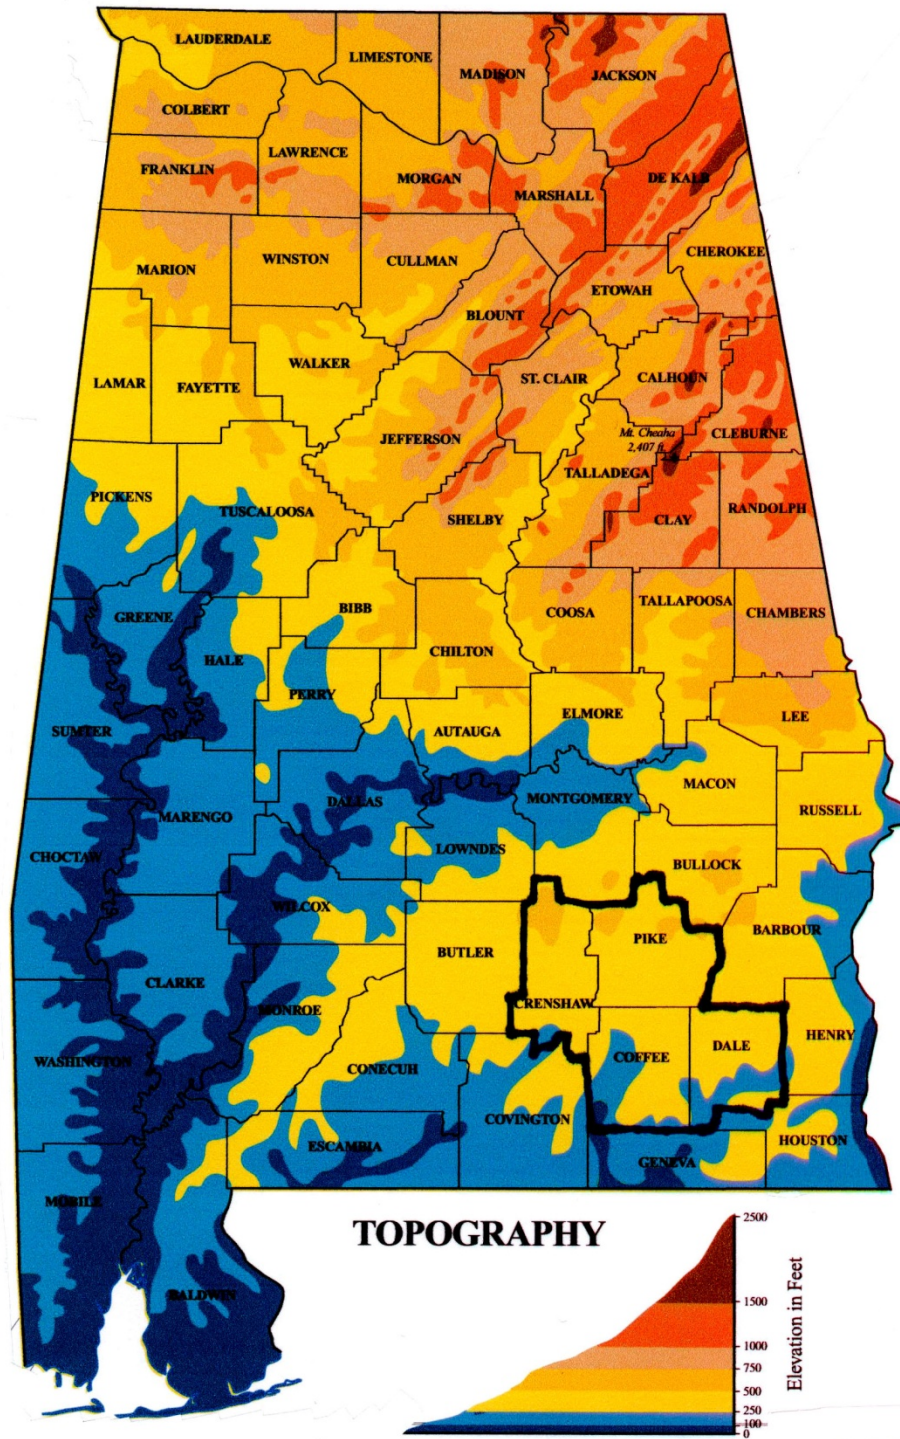 LAUDERDALE
LIMESTONE
MADISON
JACKSON
COLBERT
LAWRENCE
FRANKLIN
MORGAN
DE KALB
MARSHALL
CHEROKEE
WINSTON
CULLMAN
MARION
ETOWAH
BLOUNT
WALKER
ST. CLAIR
CALHOUN
LAMAR
FAYETTE
JEFFERSON
Mt. Cheaha
2,407 ft.
CLEBURNE
TALLADEGA
PICKENS
TUSCALOOSA
SHELBY
CLAY
RANDOLPH
GREENE
BIBB
COOSA
TALLAPOOSA
CHAMBERS
HALE
CHILTON
PERRY
SUMTER
AUTAUGA
ELMORE
LEE
MACON
DALLAS
MONTGOMERY
RUSSELL
MARENGO
CHOCTAW
LOWNDES
BULLOCK
WILCOX
BUTLER
PIKE
BARBOUR
CLARKE
MONROE
CRENSHAW
WASHINGTON
CONECUH
COFFEE
DALE
HENRY
ESCAMBIA
COVINGTON
HOUSTON
GENEVA
MOBILE
BALDWIN
TOPOGRAPHY
2500
1500
1000
750
500
250
100
0
Elevation in Feet